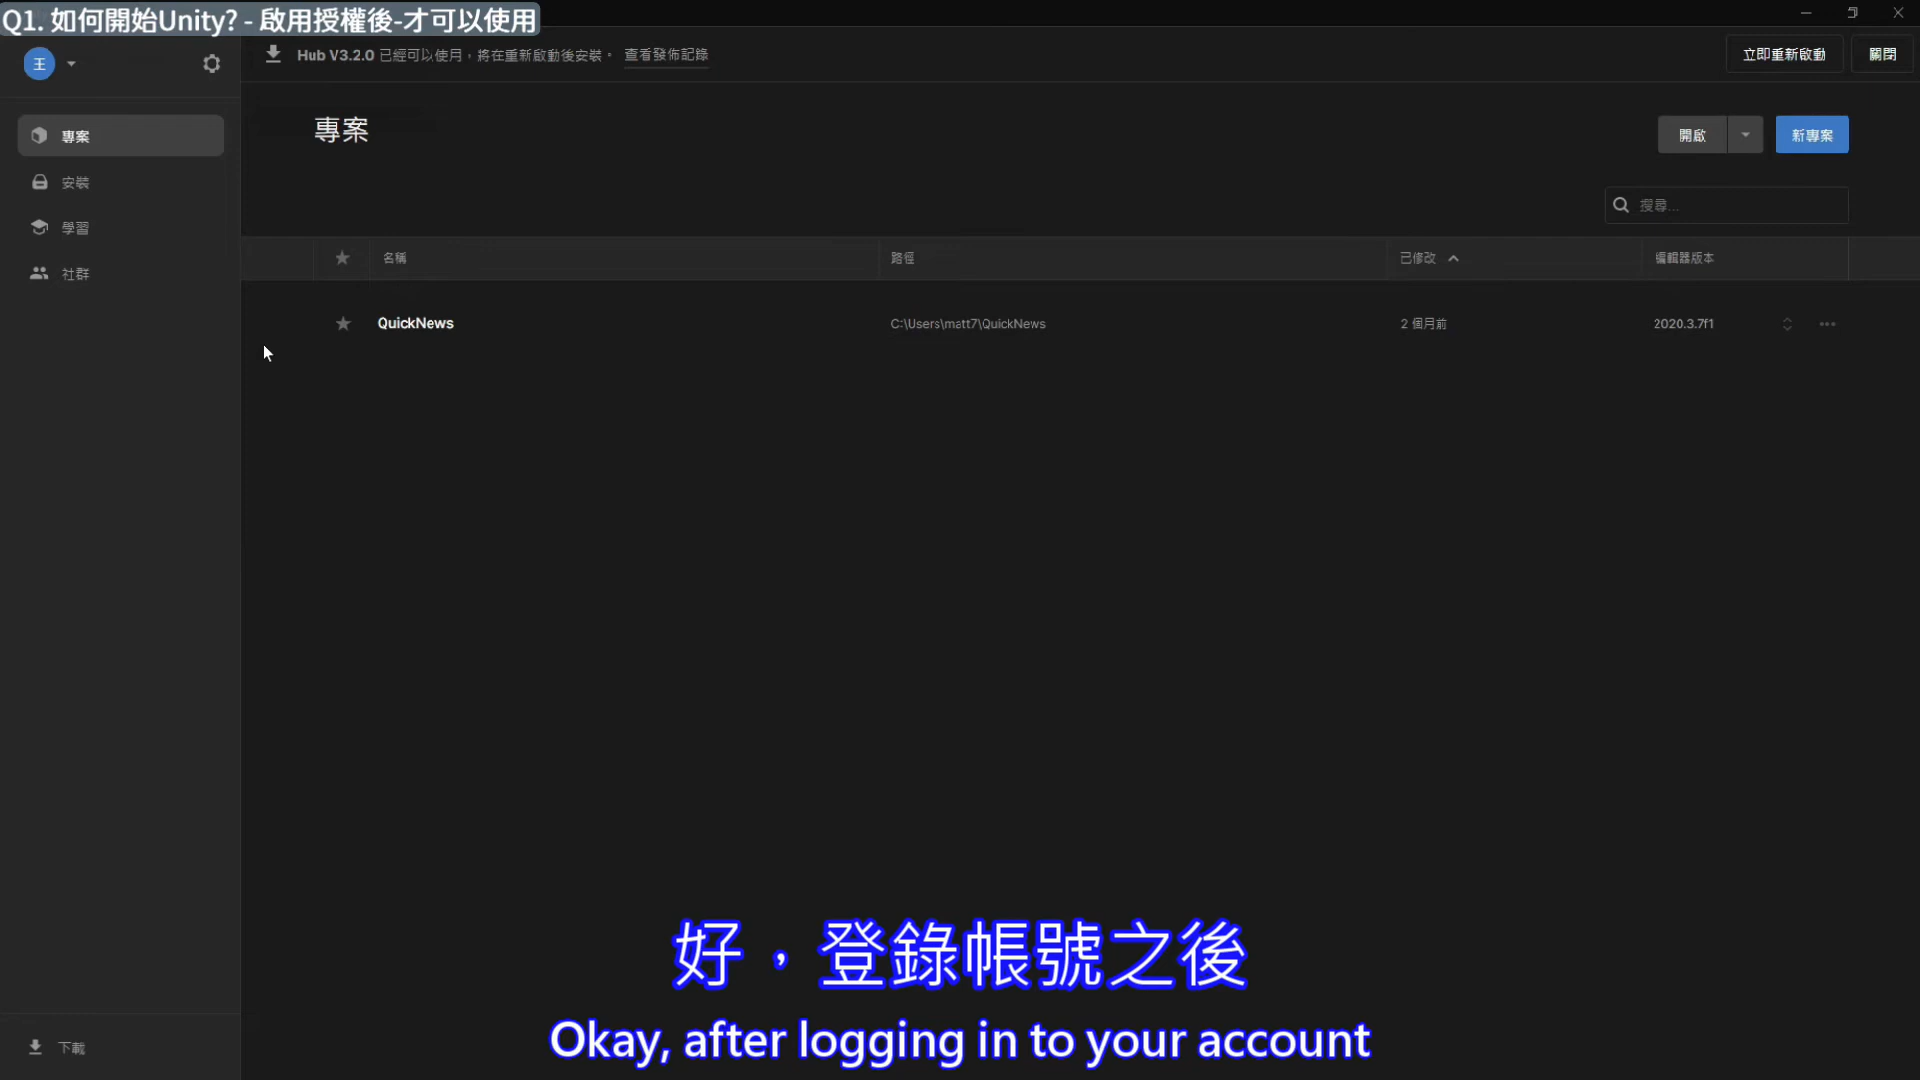 Q1. 如何開始Unity? - 啟用授權後-才可以使用
王
Hub V3.2.0 已經可以使用，將在重新啟動後安裝。 查看發佈記錄
立即重新啟動
關閉
專案
安裝
學習
社群
專案
開啟
新專案
搜尋...
名稱
路徑
已修改
編輯器版本
QuickNews
C:\Users\matt7\QuickNews
2 個月前
2020.3.7f1
好，登錄帳號之後
Okay, after logging in to your account
下載